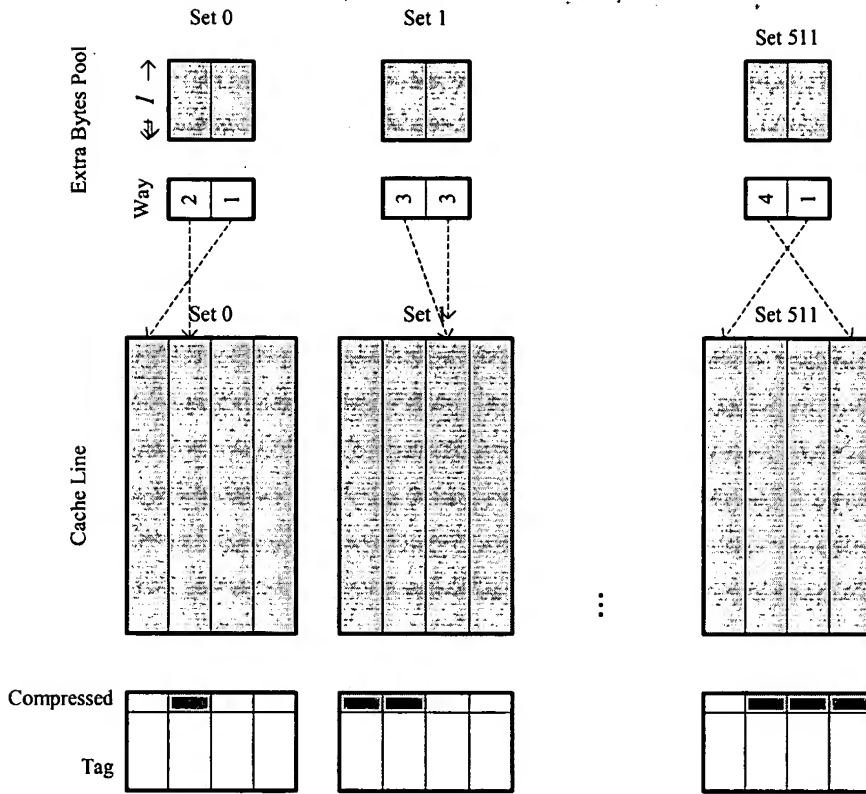 Set 0
Set 1
Set 511
Extra Bytes Pool
← l →
Way
2 1
3 3
4 1
Set 0
Set 1
Set 511
Cache Line
...
Compressed
Tag